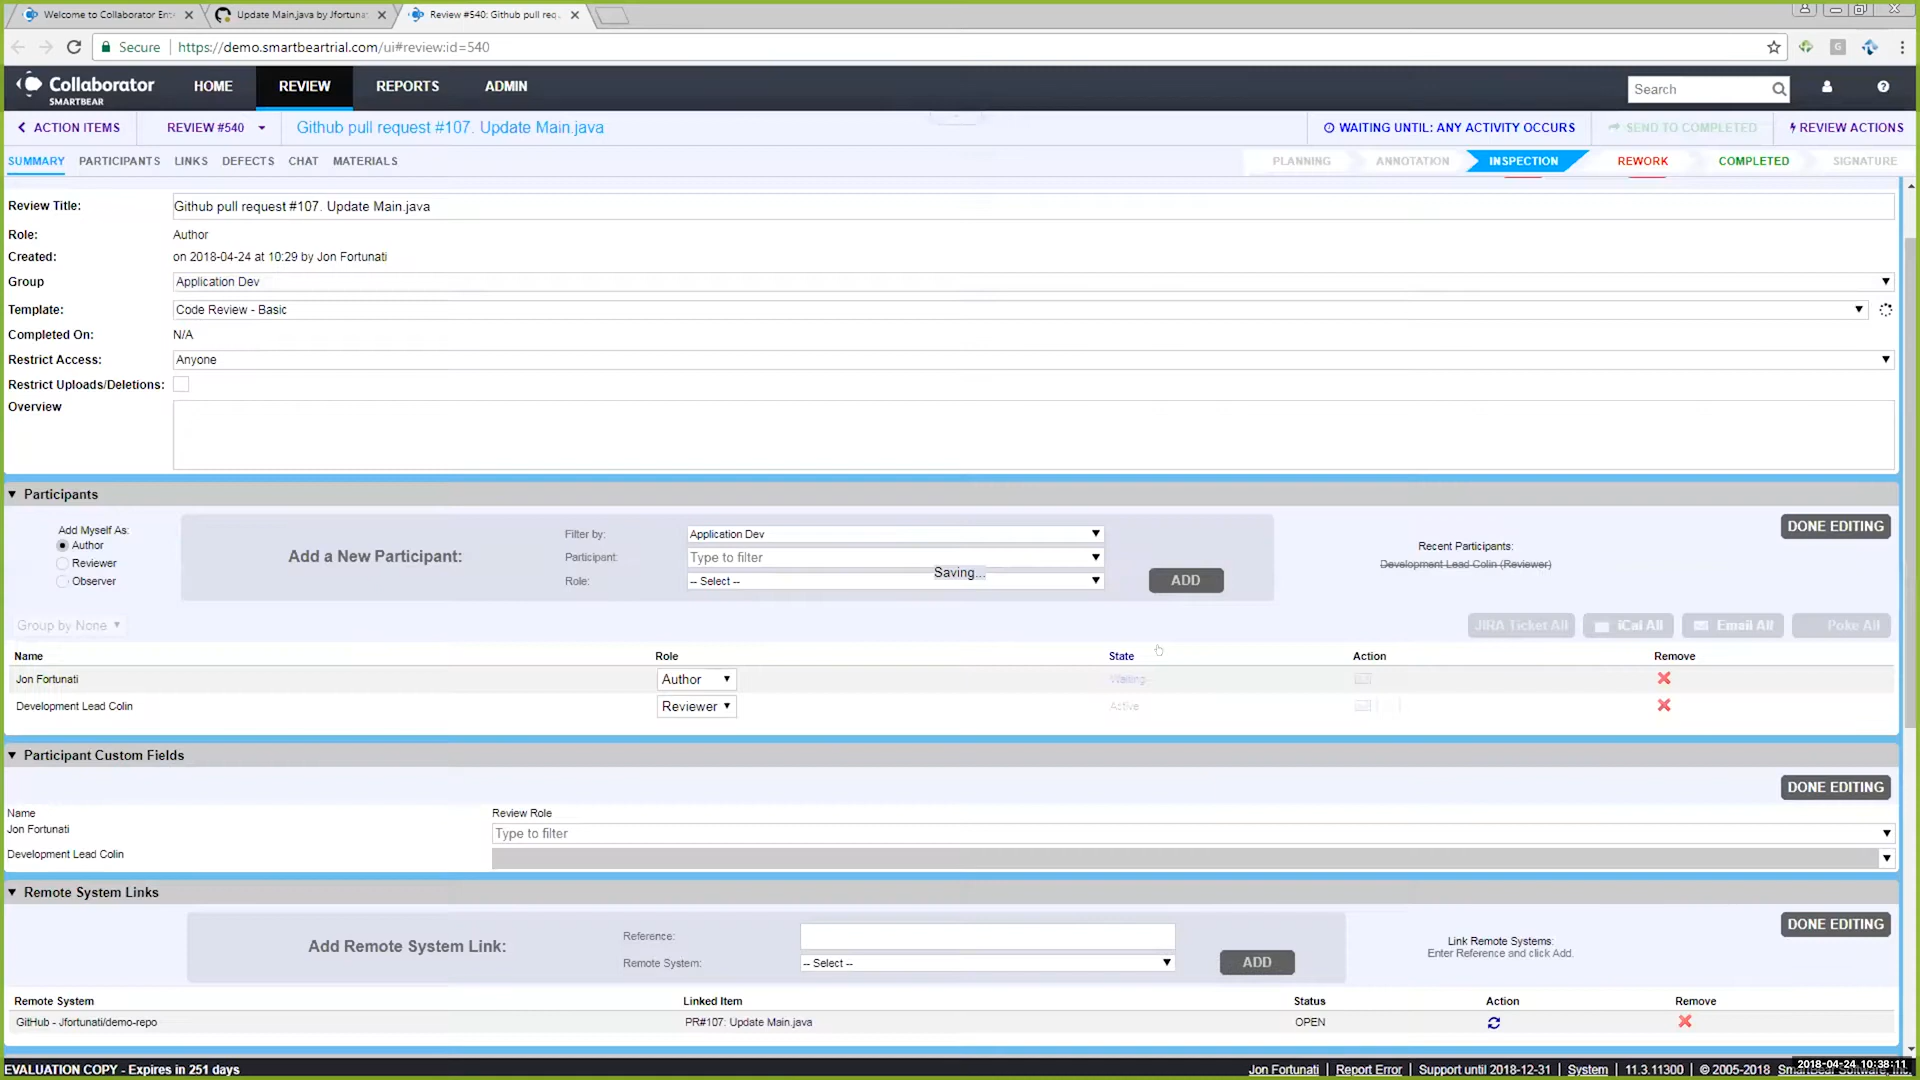 Welcome to Collaborator Ent
Update Main.java by Jfortuna
Review #540: Github pull req
Secure | https://demo.smartbeartrial.com/ui#review:id=540
Collaborator
SMARTBEAR
HOME REVIEW REPORTS ADMIN Search
ACTION ITEMS REVIEW #540 Github pull request #107. Update Main.java WAITING UNTIL: ANY ACTIVITY OCCURS SEND TO COMPLETED REVIEW ACTIONS
SUMMARY PARTICIPANTS LINKS DEFECTS CHAT MATERIALS PLANNING ANNOTATION INSPECTION REWORK COMPLETED SIGNATURE
Review Title: Github pull request #107. Update Main.java
Role: Author
Created: on 2018-04-24 at 10:29 by Jon Fortunati
Group Application Dev
Template: Code Review - Basic
Completed On: N/A
Restrict Access: Anyone
Restrict Uploads/Deletions:
Overview
Participants
Add Myself As:
Author
Reviewer
Observer
Add a New Participant:
Filter by: Application Dev
Participant: Type to filter
Role: -- Select --
Saving...
ADD
Recent Participants:
Development Lead Colin (Reviewer)
DONE EDITING
Group by None JIRA Ticket All iCal All Email All Poke All
Name Role State Action Remove
Jon Fortunati Author Waiting
Development Lead Colin Reviewer Active
Participant Custom Fields
DONE EDITING
Name Review Role
Jon Fortunati Type to filter
Development Lead Colin
Remote System Links
Add Remote System Link:
Reference:
Remote System: -- Select --
ADD
Link Remote Systems:
Enter Reference and click Add.
DONE EDITING
Remote System Linked Item Status Action Remove
GitHub - Jfortunati/demo-repo PR#107: Update Main.java OPEN
EVALUATION COPY - Expires in 251 days Jon Fortunati | Report Error | Support until 2018-12-31 | System | 11.3.11300 | © 2005-2018
2018-04-24 10:38:11